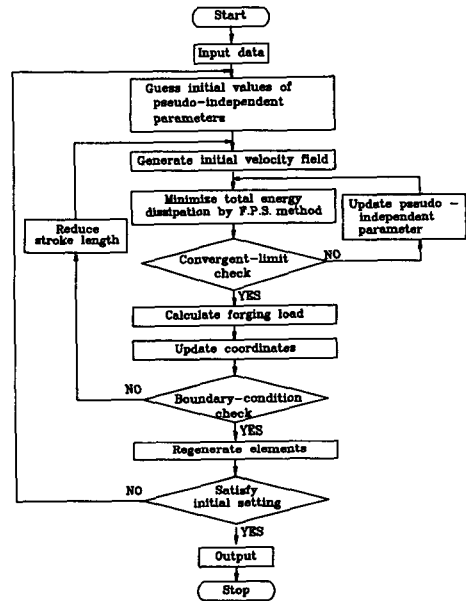 Start
Input data
Guess initial values of
pseudo-independent
parameters
Generate initial velocity field
Minimize total energy
dissipation by F.P.S. method
Update pseudo -
independent
parameter
Reduce
stroke length
Convergent-limit
check
NO
YES
Calculate forging load
Update coordinates
NO
Boundary-condition
check
YES
Regenerate elements
NO
Satisfy
initial setting
YES
Output
Stop